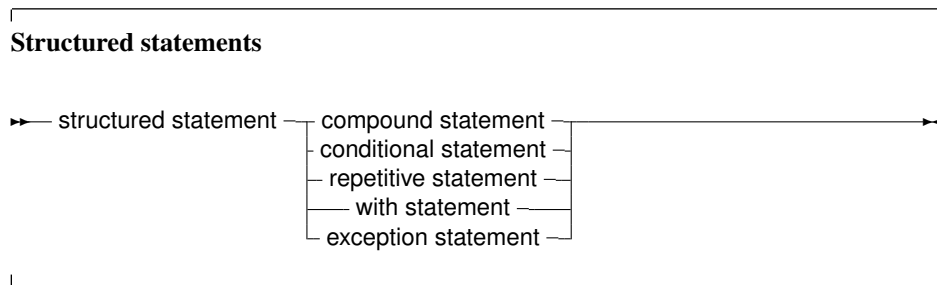 Structured statements
structured statement compound statement
conditional statement
repetitive statement
with statement
exception statement